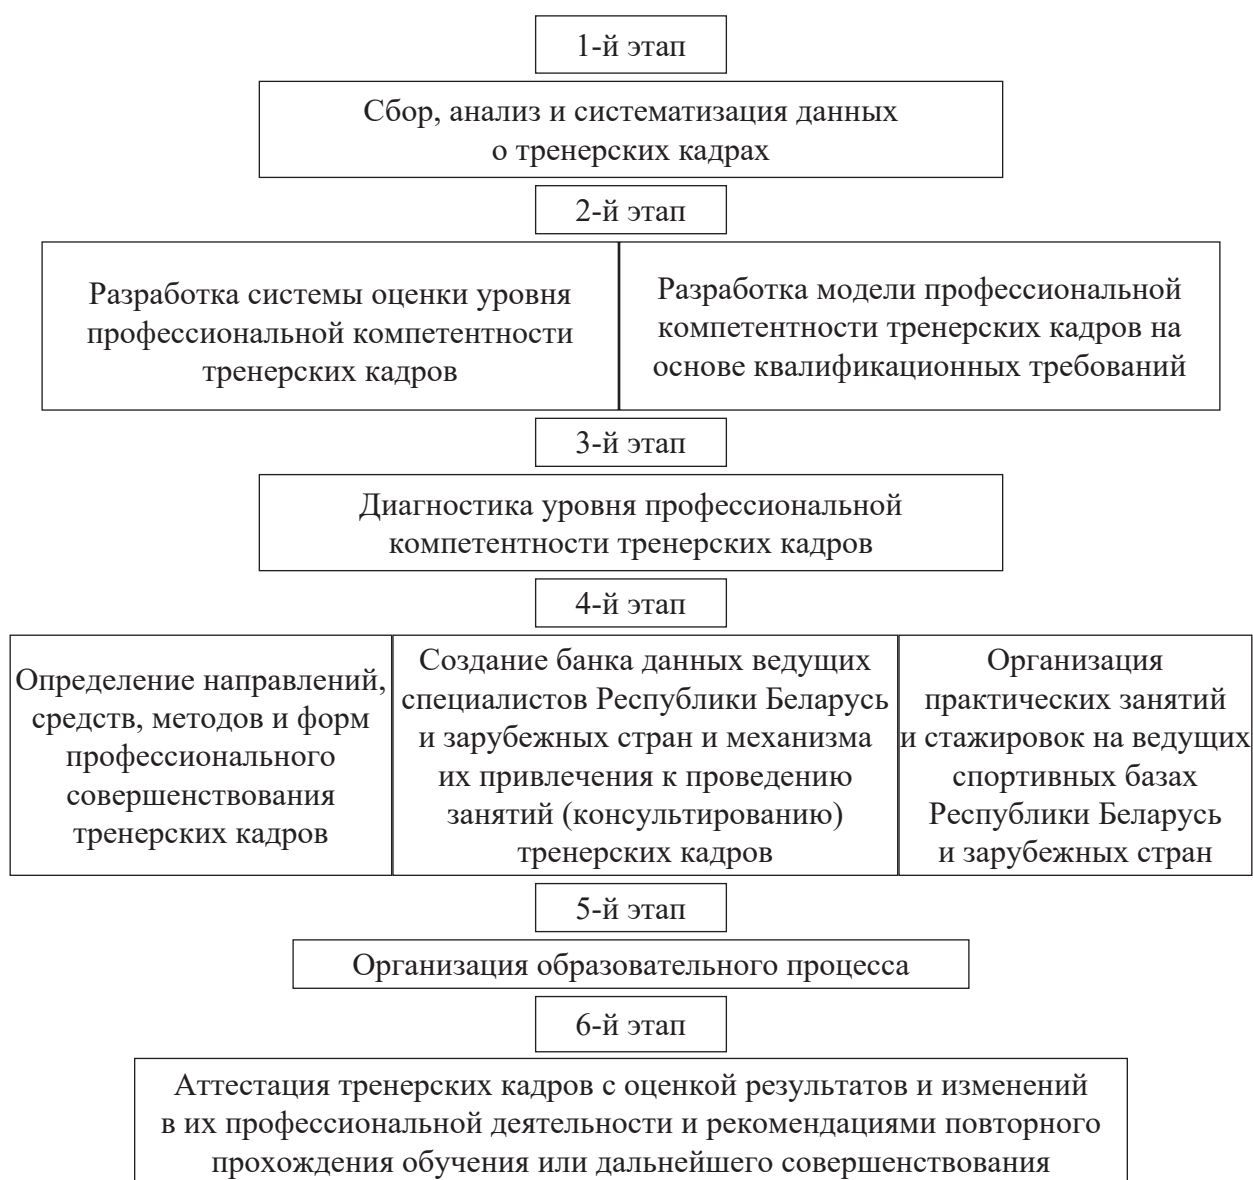 1-й этап
Сбор, анализ и систематизация данных
о тренерских кадрах
2-й этап
Разработка системы оценки уровня
профессиональной компетентности
тренерских кадров
Разработка модели профессиональной
компетентности тренерских кадров на
основе квалификационных требований
3-й этап
Диагностика уровня профессиональной
компетентности тренерских кадров
4-й этап
Определение направлений,
средств, методов и форм
профессионального
совершенствования
тренерских кадров
Создание банка данных ведущих
специалистов Республики Беларусь
и зарубежных стран и механизма
их привлечения к проведению
занятий (консультированию)
тренерских кадров
Организация
практических занятий
и стажировок на ведущих
спортивных базах
Республики Беларусь
и зарубежных стран
5-й этап
Организация образовательного процесса
6-й этап
Аттестация тренерских кадров с оценкой результатов и изменений
в их профессиональной деятельности и рекомендациями повторного
прохождения обучения или дальнейшего совершенствования